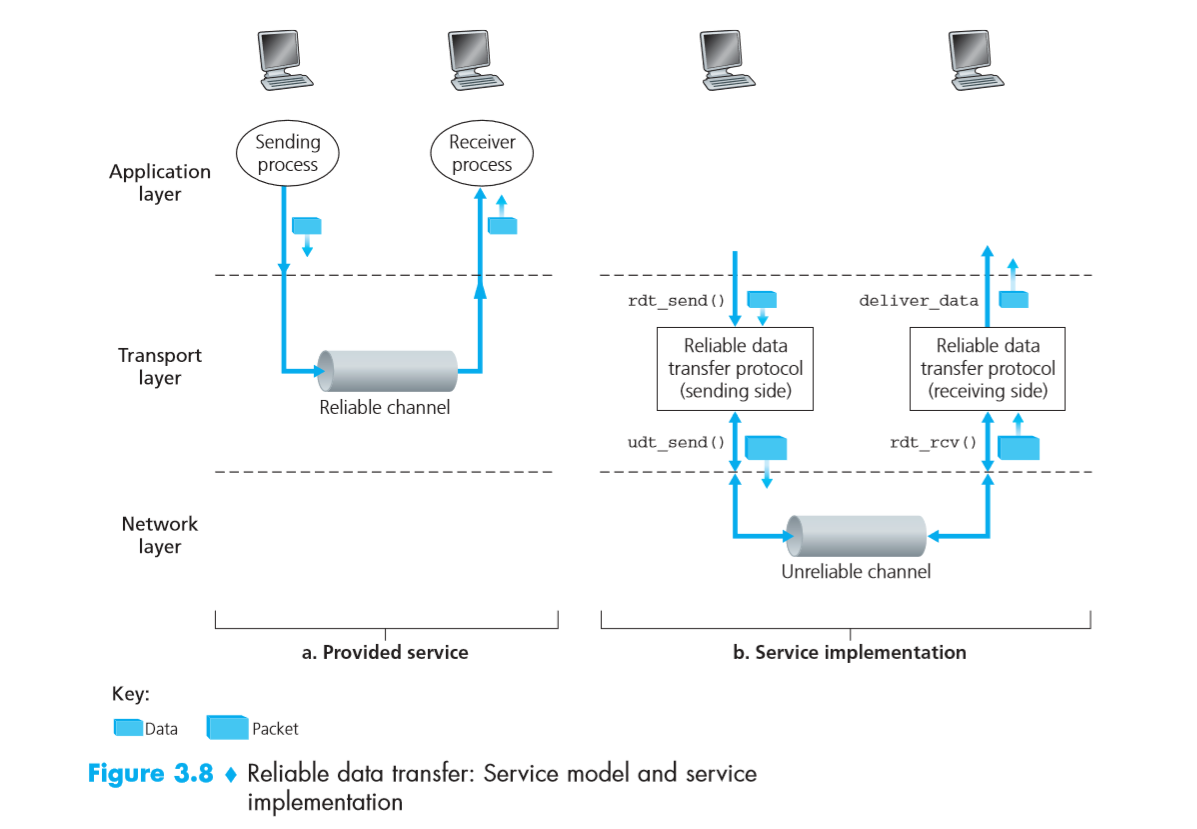 Sending
process
Receiver
process
Application
layer
rdt_send()
deliver_data
Transport
layer
Reliable channel
Reliable data
transfer protocol
(sending side)
Reliable data
transfer protocol
(receiving side)
udt_send()
rdt_rcv()
Network
layer
Unreliable channel
a. Provided service
b. Service implementation
Key:
Data
Packet
Figure 3.8 ♦ Reliable data transfer: Service model and service
implementation